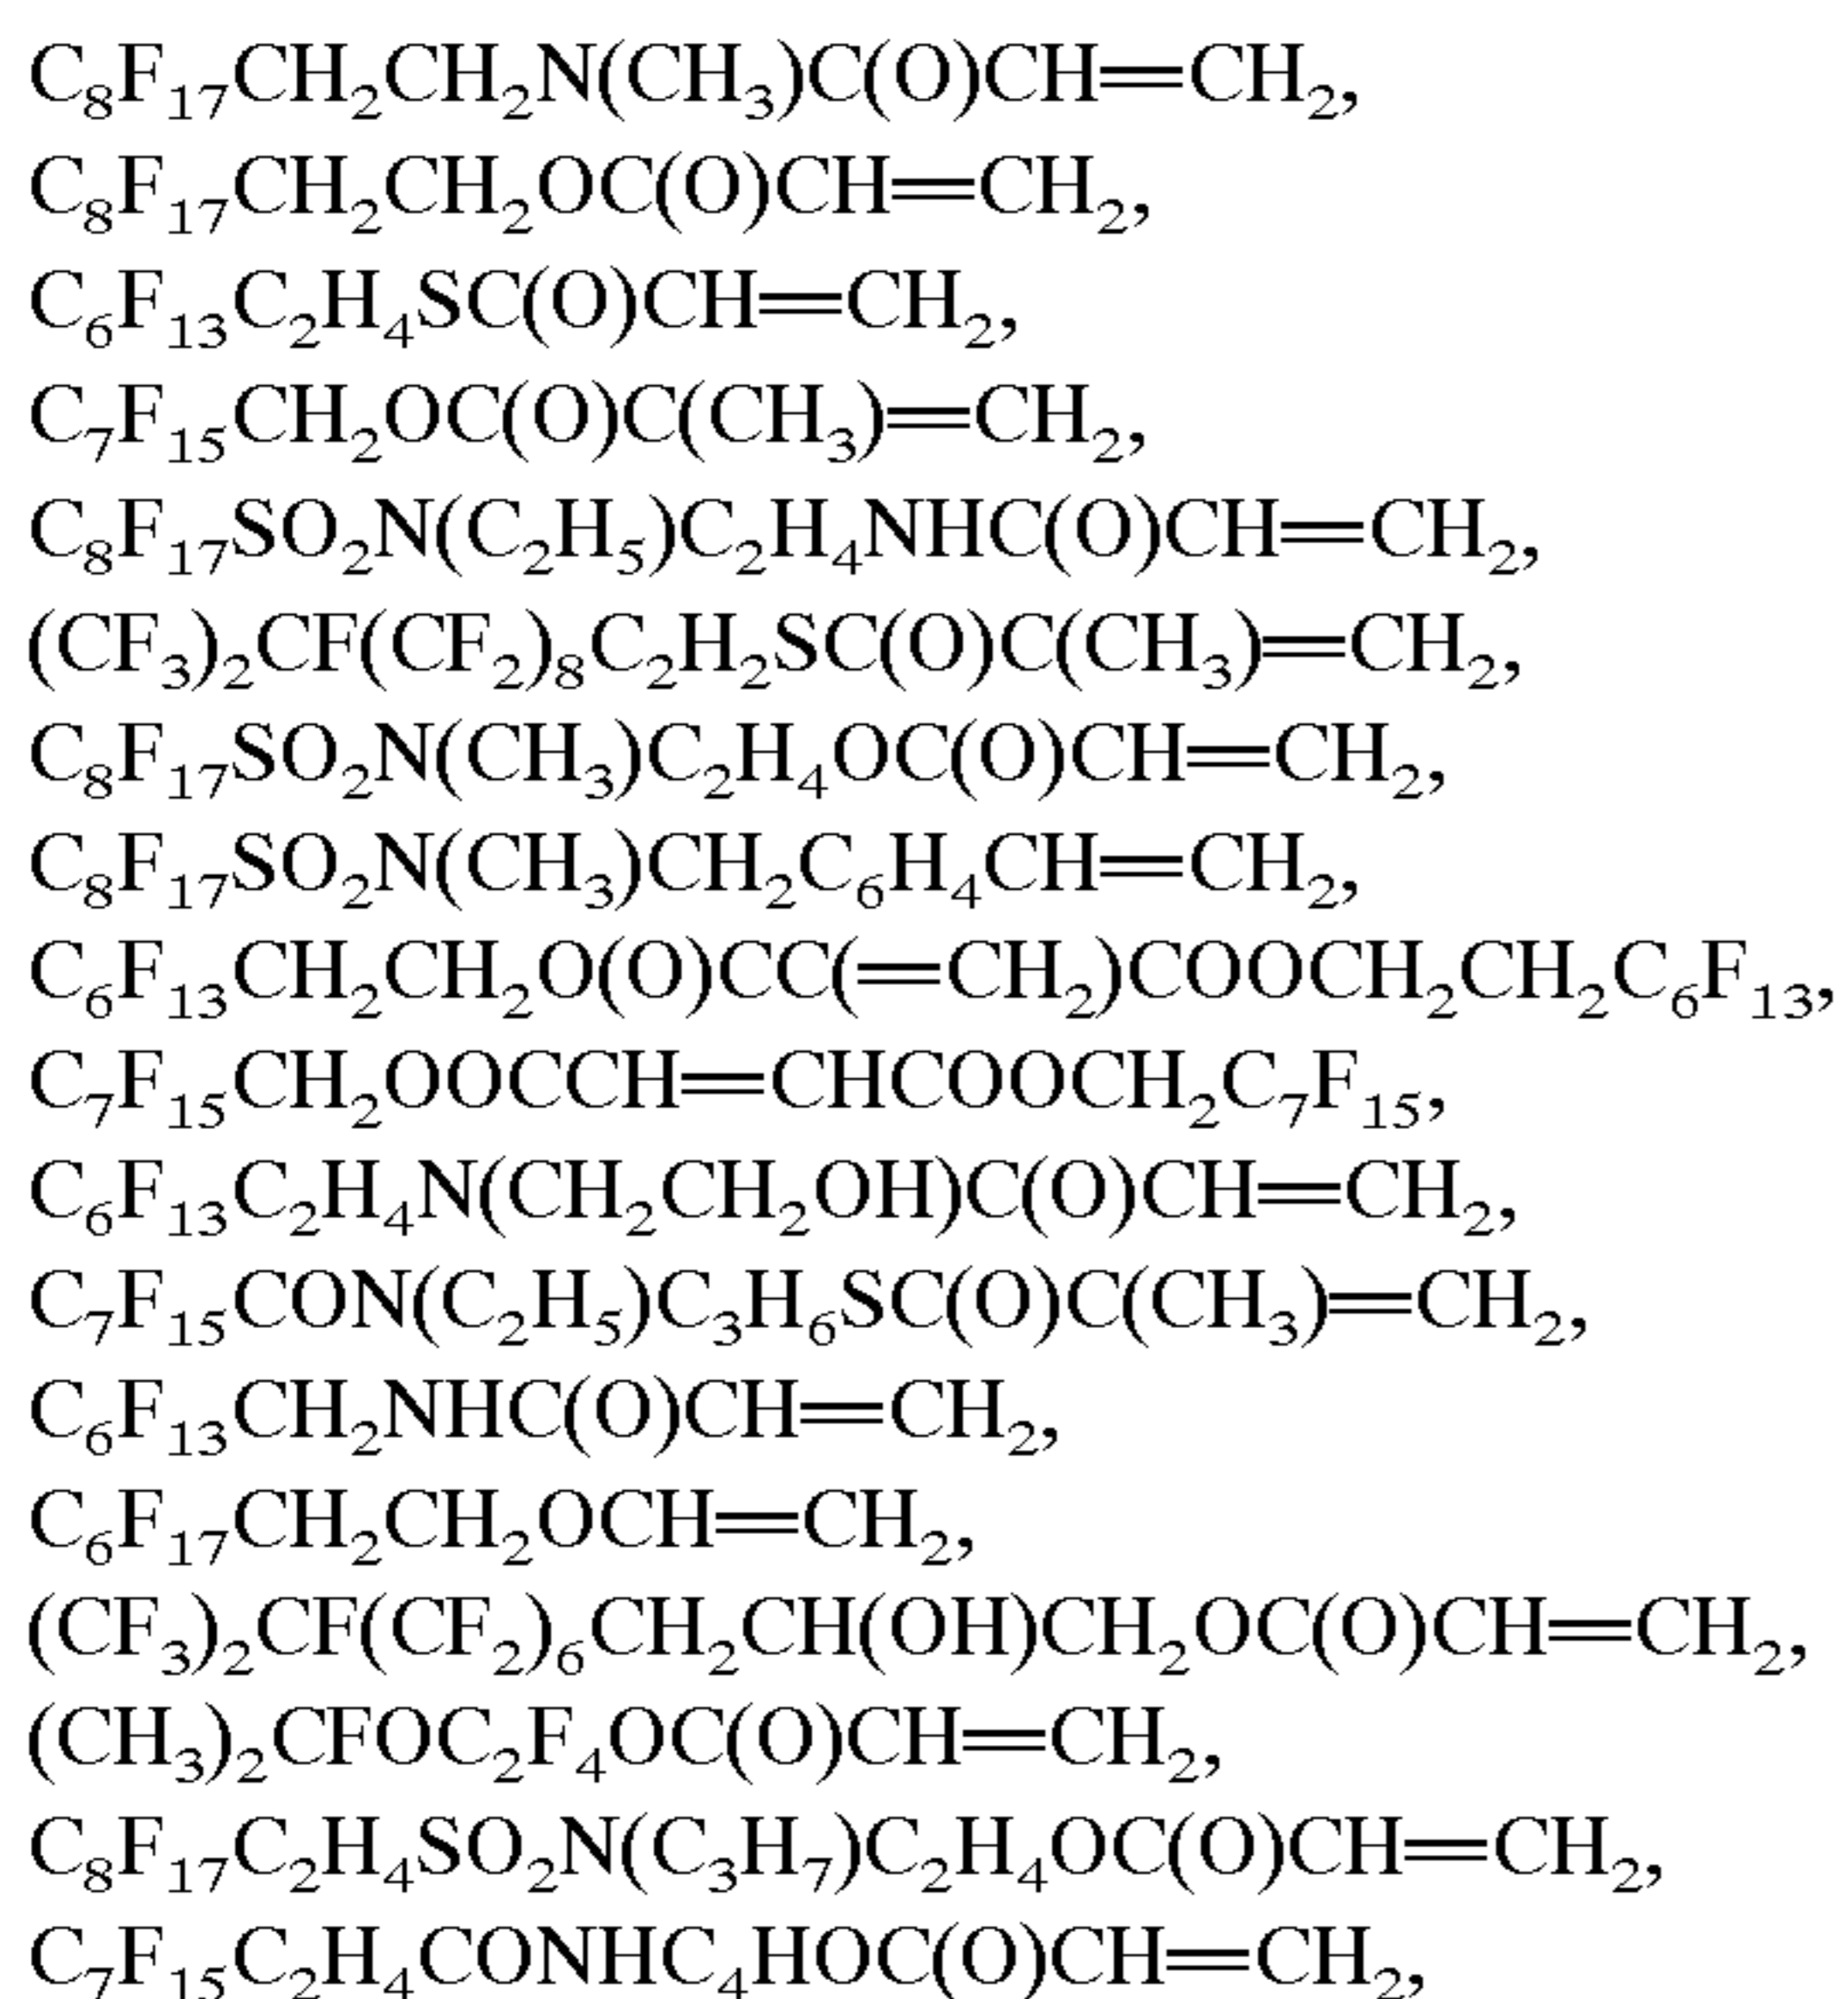 C₈F₁₇CH₂CH₂N(CH₃)C(O)CH=CH₂,
C₈F₁₇CH₂CH₂OC(O)CH=CH₂,
C₆F₁₃C₂H₄SC(O)CH=CH₂,
C₇F₁₅CH₂OC(O)C(CH₃)=CH₂,
C₈F₁₇SO₂N(C₂H₅)C₂H₄NHC(O)CH=CH₂,
(CF₃)₂CF(CF₂)₈C₂H₂SC(O)C(CH₃)=CH₂,
C₈F₁₇SO₂N(CH₃)C₂H₄OC(O)CH=CH₂,
C₈F₁₇SO₂N(CH₃)CH₂C₆H₄CH=CH₂,
C₆F₁₃CH₂CH₂O(O)CC(=CH₂)COOCH₂CH₂C₆F₁₃,
C₇F₁₅CH₂OOCCH=CHCOOCH₂C₇F₁₅,
C₆F₁₃C₂H₄N(CH₂CH₂OH)C(O)CH=CH₂,
C₇F₁₅CON(C₂H₅)C₃H₆SC(O)C(CH₃)=CH₂,
C₆F₁₃CH₂NHC(O)CH=CH₂,
C₆F₁₇CH₂CH₂OCH=CH₂,
(CF₃)₂CF(CF₂)₆CH₂CH(OH)CH₂OC(O)CH=CH₂,
(CH₃)₂CFOC₂F₄OC(O)CH=CH₂,
C₈F₁₇C₂H₄SO₂N(C₃H₇)C₂H₄OC(O)CH=CH₂,
C₇F₁₅C₂H₄CONHC₄HOC(O)CH=CH₂,